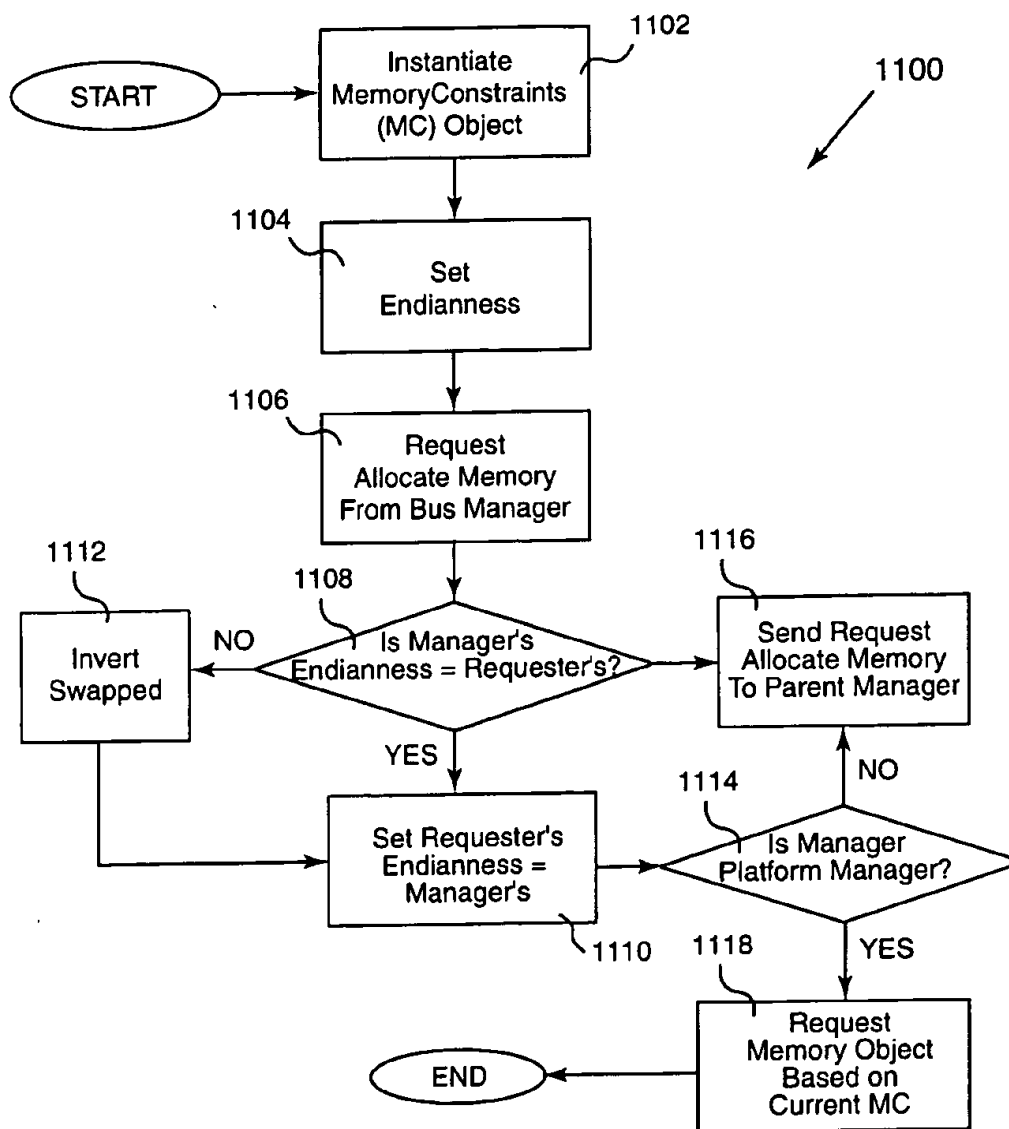 1102
START
Instantiate
MemoryConstraints
(MC) Object
1100
1104
Set
Endianness
1106
Request
Allocate Memory
From Bus Manager
1112
Invert
Swapped
NO
1108
Is Manager's
Endianness = Requester's?
1116
Send Request
Allocate Memory
To Parent Manager
YES
NO
Set Requester's
Endianness =
Manager's
1110
1114
Is Manager
Platform Manager?
YES
1118
Request
Memory Object
Based on
Current MC
END